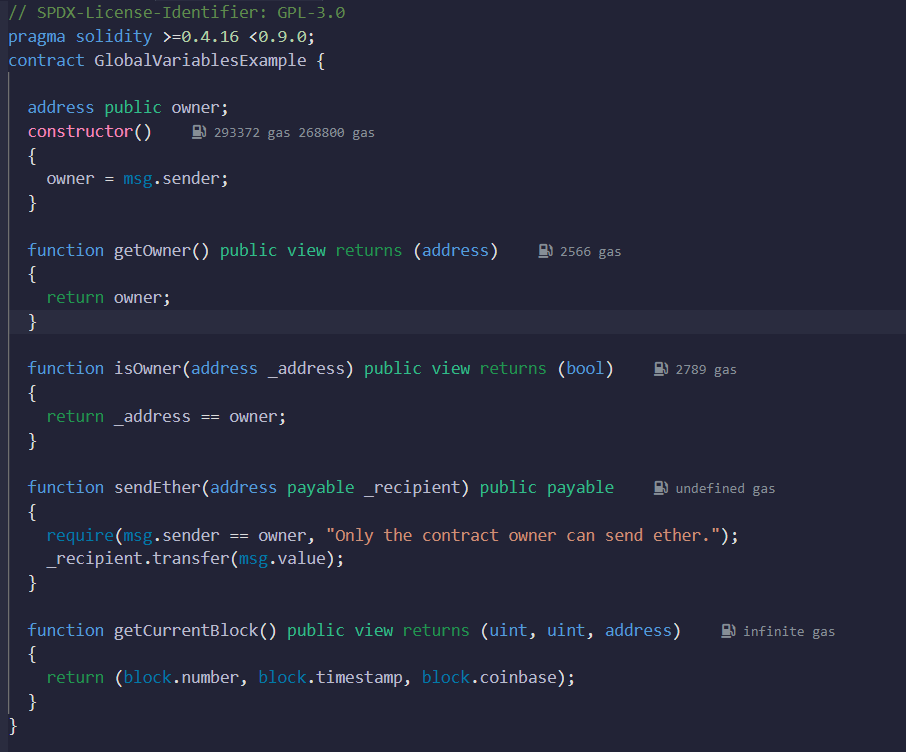 // SPDX-License-Identifier: GPL-3.0
pragma solidity >=0.4.16 <0.9.0;
contract GlobalVariablesExample {
address public owner;
constructor() 293372 gas 268800 gas
{
owner = msg.sender;
}
function getOwner() public view returns (address) 2566 gas
{
return owner;
}
function isOwner(address _address) public view returns (bool) 2789 gas
{
return _address == owner;
}
function sendEther(address payable _recipient) public payable undefined gas
{
require(msg.sender == owner, "Only the contract owner can send ether.");
_recipient.transfer(msg.value);
}
function getCurrentBlock() public view returns (uint, uint, address) infinite gas
{
return (block.number, block.timestamp, block.coinbase);
}
}